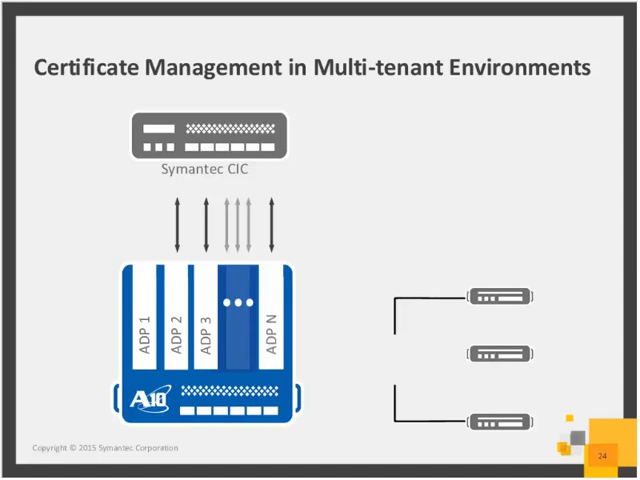 Certificate Management in Multi-tenant Environments
Symantec CIC
ADP 1
ADP 2
ADP 3
ADP N
A10
Copyright © 2015 Symantec Corporation
24